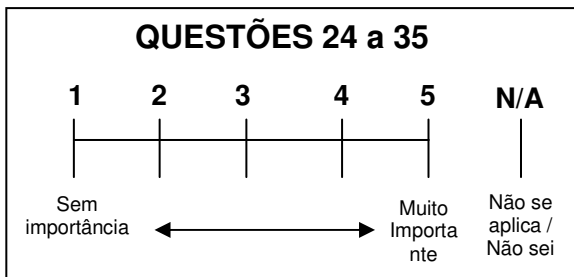 QUESTÕES 24 a 35
1 2 3 4 5 N/A
Sem
importância
Muito
Importa
nte
Não se
aplica /
Não sei